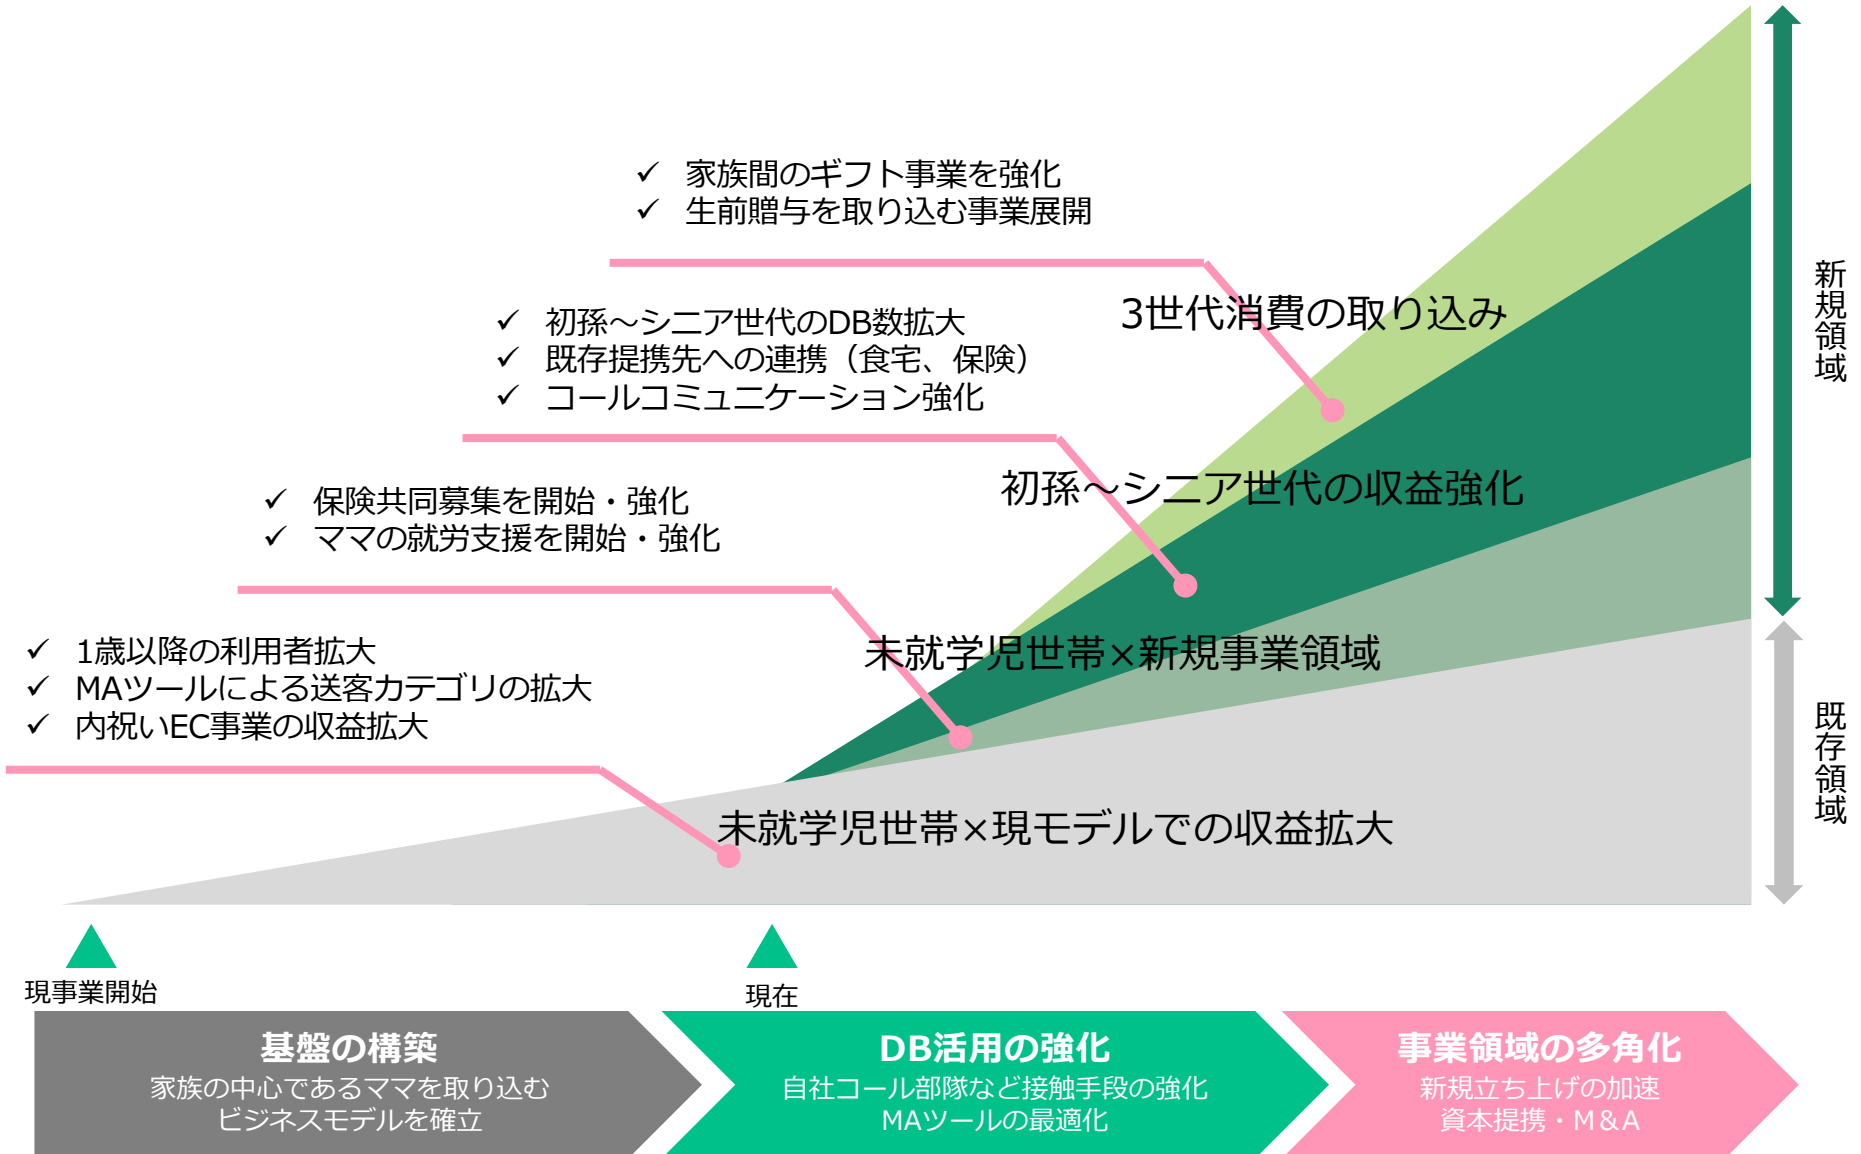 ✓ 家族間のギフト事業を強化
✓ 生前贈与を取り込む事業展開
3世代消費の取り込み
✓ 初孫～シニア世代のDB数拡大
✓ 既存提携先への連携（食宅、保険）
✓ コールコミュニケーション強化
初孫～シニア世代の収益強化
✓ 保険共同募集を開始・強化
✓ ママの就労支援を開始・強化
未就学児世帯×新規事業領域
✓ 1歳以降の利用者拡大
✓ MAツールによる送客カテゴリの拡大
✓ 内祝いEC事業の収益拡大
未就学児世帯×現モデルでの収益拡大
新規領域
既存領域
現事業開始
現在
基盤の構築
家族の中心であるママを取り込む
ビジネスモデルを確立
DB活用の強化
自社コール部隊など接触手段の強化
MAツールの最適化
事業領域の多角化
新規立ち上げの加速
資本提携・M＆A